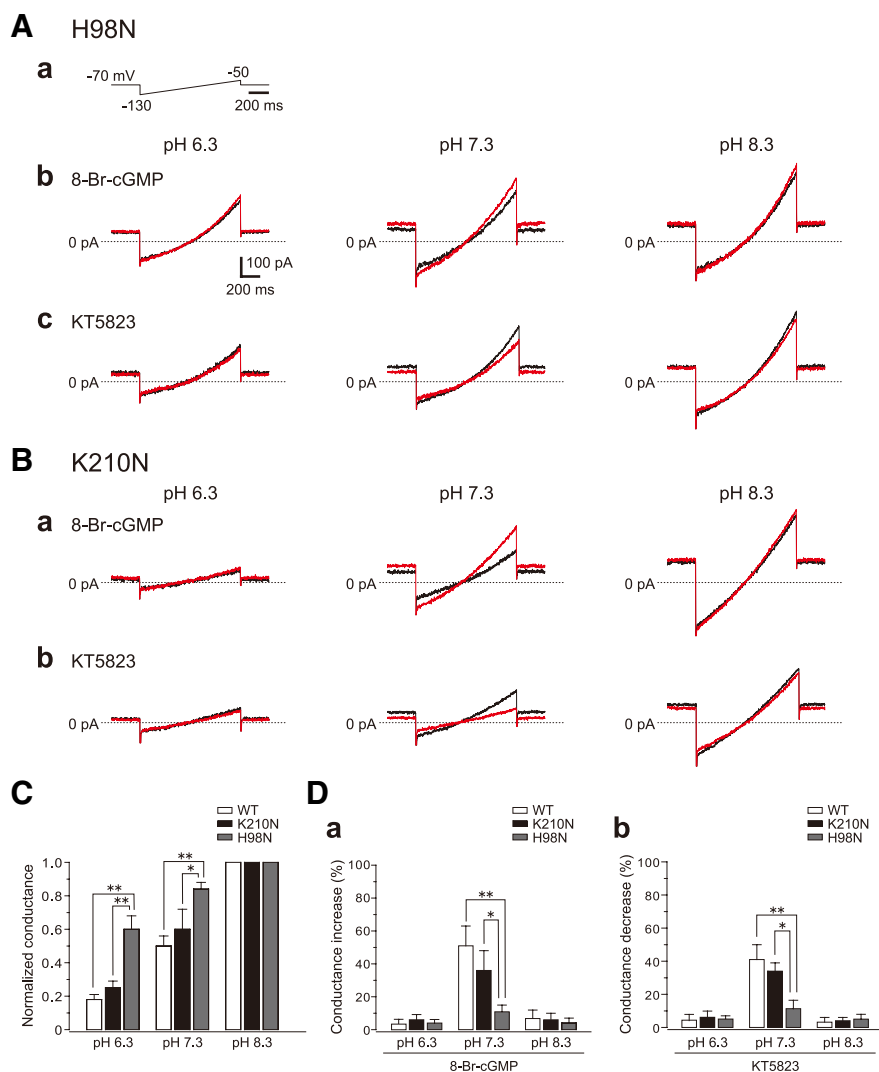 A H98N
a
-70 mV -50
-130 200 ms
pH 6.3 pH 7.3 pH 8.3
b 8-Br-cGMP
0 pA 0 pA 0 pA
100 pA
200 ms
c KT5823
0 pA 0 pA 0 pA
B K210N
pH 6.3 pH 7.3 pH 8.3
a 8-Br-cGMP
0 pA 0 pA 0 pA
b KT5823
0 pA 0 pA 0 pA
C
WT
K210N
H98N
Normalized conductance
1.0
0.8
0.6
0.4
0.2
0
** ** ** *
pH 6.3 pH 7.3 pH 8.3
D
a
WT
K210N
H98N
Conductance increase (%)
100
80
60
40
20
0
** *
pH 6.3 pH 7.3 pH 8.3
8-Br-cGMP
b
WT
K210N
H98N
Conductance decrease (%)
100
80
60
40
20
0
** *
pH 6.3 pH 7.3 pH 8.3
KT5823